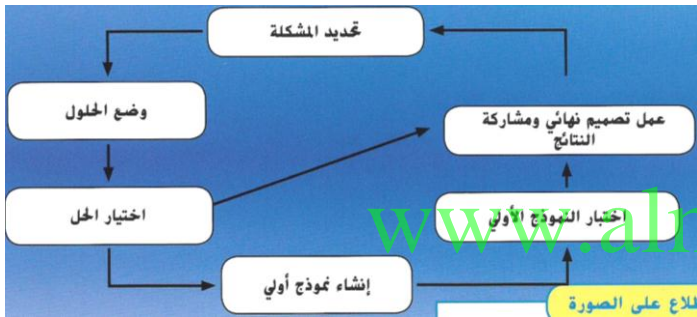 تحديد المشكلة
وضع الحلول
اختيار الحل
إنشاء نموذج أولي
اختبار النموذج الأولي
عمل تصميم نهائي ومشاركة
النتائج
www.alr
على الصورة